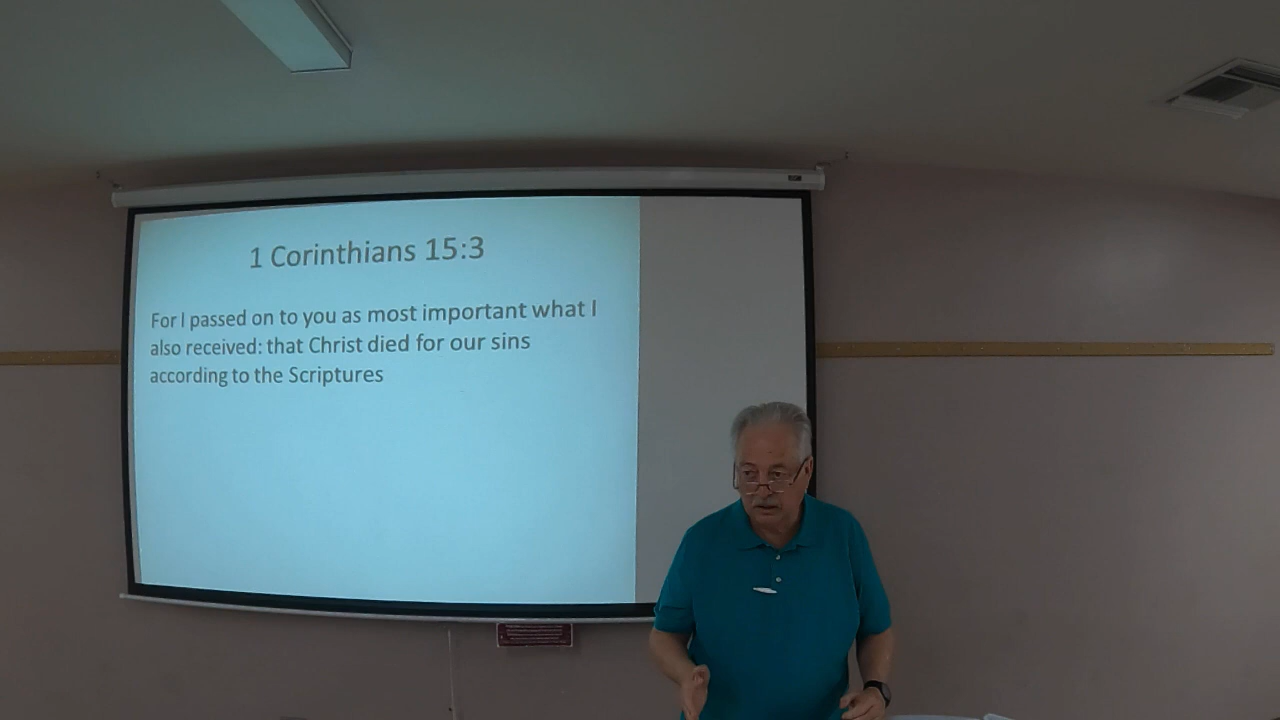 1 Corinthians 15:3
For I passed on to you as most important what I
also received: that Christ died for our sins
according to the Scriptures